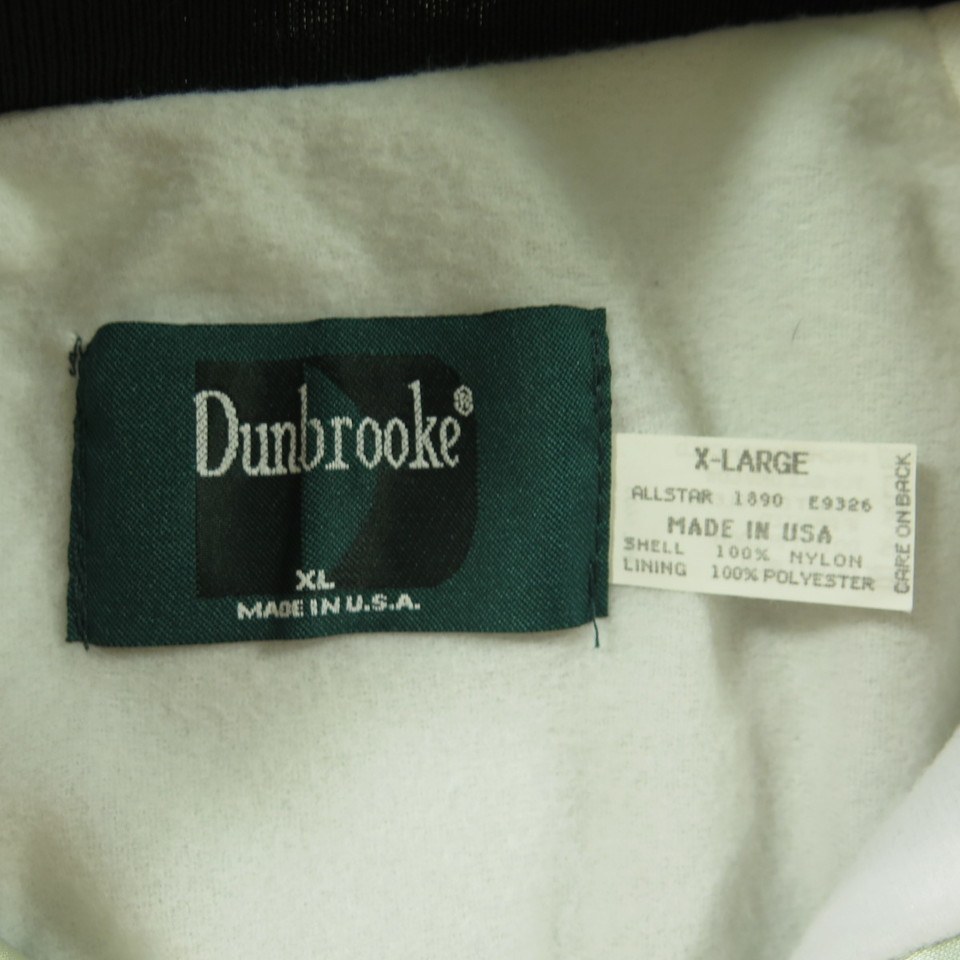 Dunbrooke®
XL
MADE IN U.S.A.
X-LARGE
ALLSTAR 1890 E9326
MADE IN USA
SHELL 100% NYLON
LINING 100% POLYESTER
CARE ON BACK